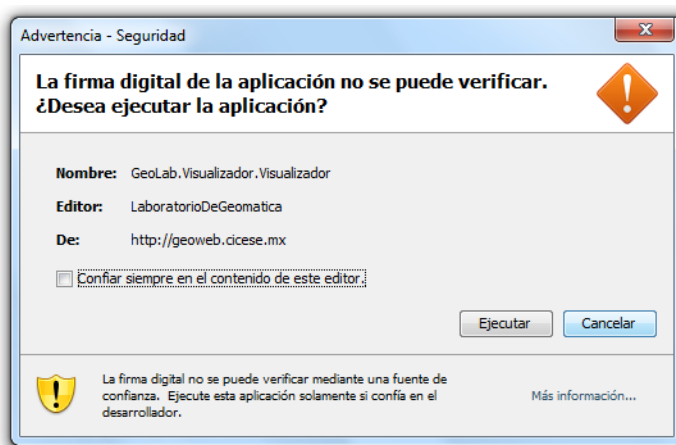 Advertencia - Seguridad
La firma digital de la aplicación no se puede verificar.
¿Desea ejecutar la aplicación?
Nombre: GeoLab.Visualizador.Visualizador
Editor: LaboratorioDeGeomatica
De: http://geoweb.cicese.mx
Confiar siempre en el contenido de este editor.
Ejecutar Cancelar
La firma digital no se puede verificar mediante una fuente de
confianza. Ejecute esta aplicación solamente si confía en el
desarrollador.
Más información...